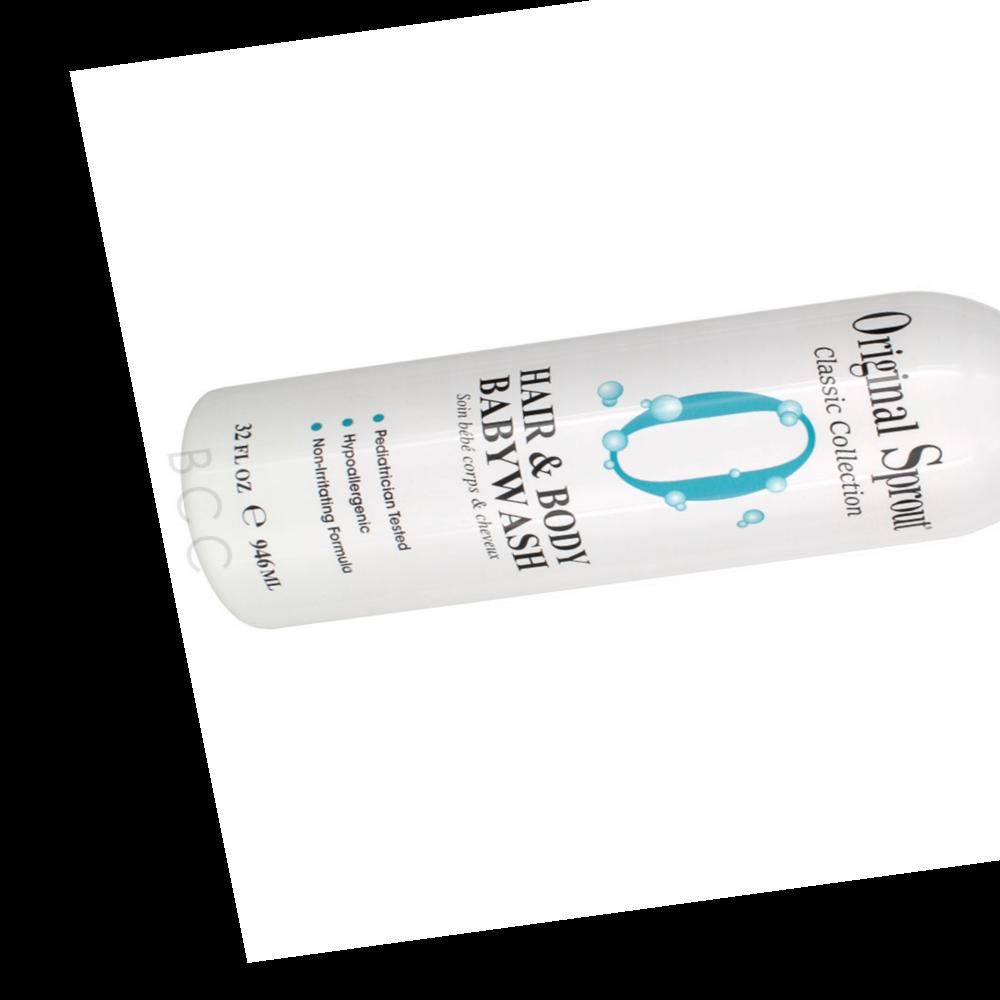 Original Sprout
Classic Collection
HAIR & BODY
BABYWASH
Soin bébé corps & cheveux
Pediatrician Tested
Hypoallergenic
Non-Irritating Formula
32 FL OZ ℮ 946ML
BCC